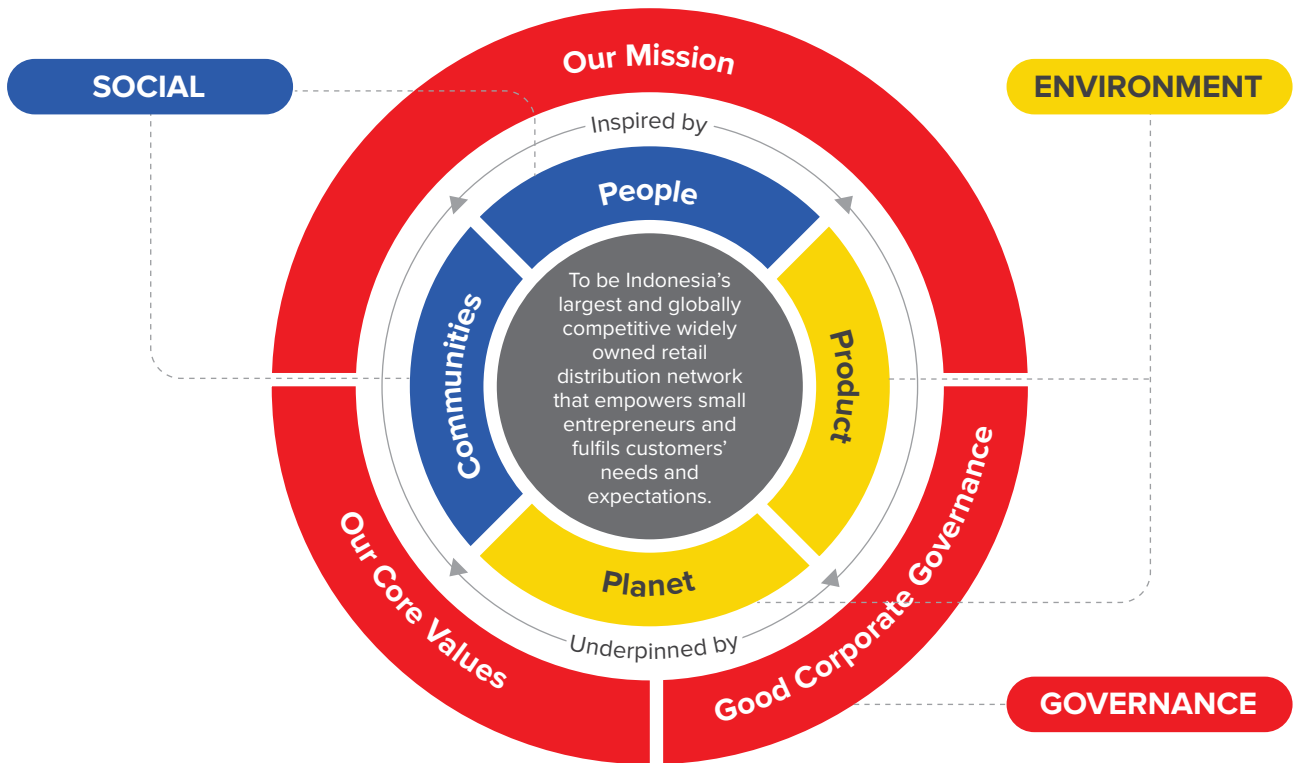 Our Mission
SOCIAL
ENVIRONMENT
Inspired by
People
Communities
To be Indonesia’s
largest and globally
competitive widely
owned retail
distribution network
that empowers small
entrepreneurs and
fulfils customers’
needs and
expectations.
Product
Planet
Underpinned by
Our Core Values
Good Corporate Governance
GOVERNANCE